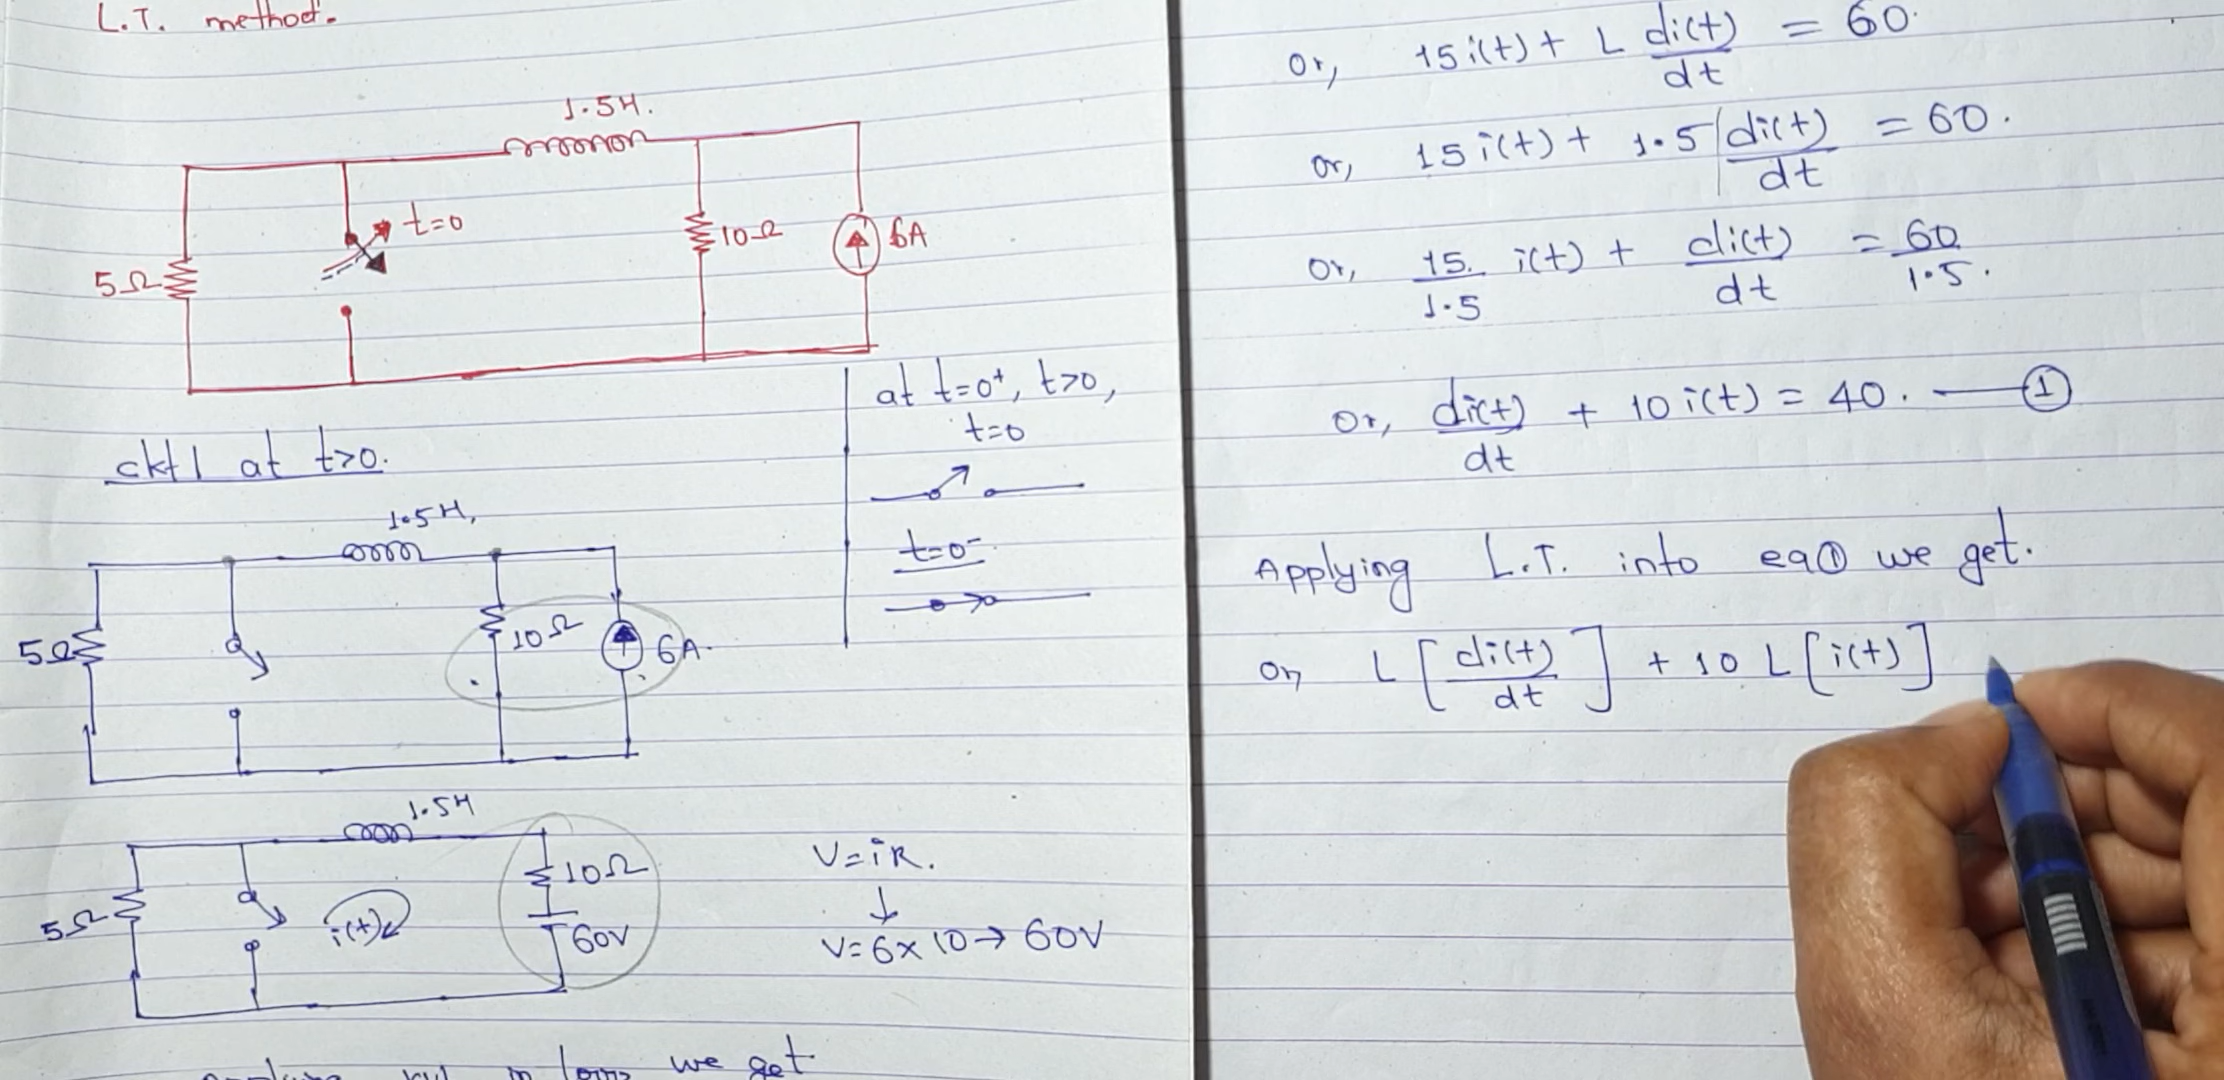 L.T. method.
1.5H.
t=0
5Ω
10Ω
6A
ckt1 at t>0.
at t=0⁺, t>0,
t=0
t=0⁻
1.5H,
5Ω
10Ω
6A.
1.5H
5Ω
i(t)
10Ω
60V
V=iR.
↓
V=6×10→60V
we get
Or, 15i(t)+ L di(t)/dt = 60.
Or, 15i(t)+ 1.5 di(t)/dt = 60.
Or, 15/1.5 i(t) + di(t)/dt = 60/1.5.
Or, di(t)/dt + 10i(t) = 40. —— ①
Applying L.T. into eq① we get.
Or, L[di(t)/dt] + 10 L[i(t)]